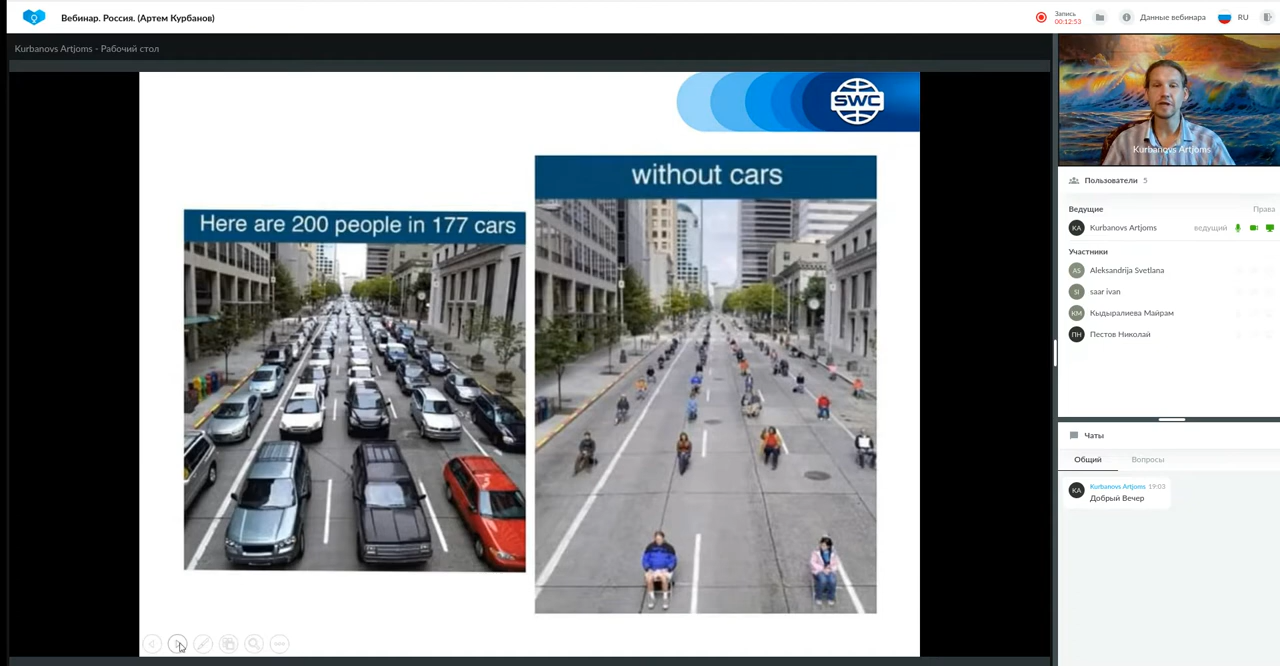 Вебинар. Россия. (Артем Курбанов)
Запись
00:12:53
Данные вебинара
RU
Kurbanovs Artjoms - Рабочий стол
SWC
Here are 200 people in 177 cars
without cars
Kurbanovs Artjoms
Пользователи 5
Ведущие Права
KA Kurbanovs Artjoms ведущий
Участники
AS Aleksandrija Svetlana
SI saar ivan
КМ Кыдыралиева Майрам
ПН Пестов Николай
Чаты
Общий Вопросы
KA Kurbanovs Artjoms 19:03
Добрый Вечер